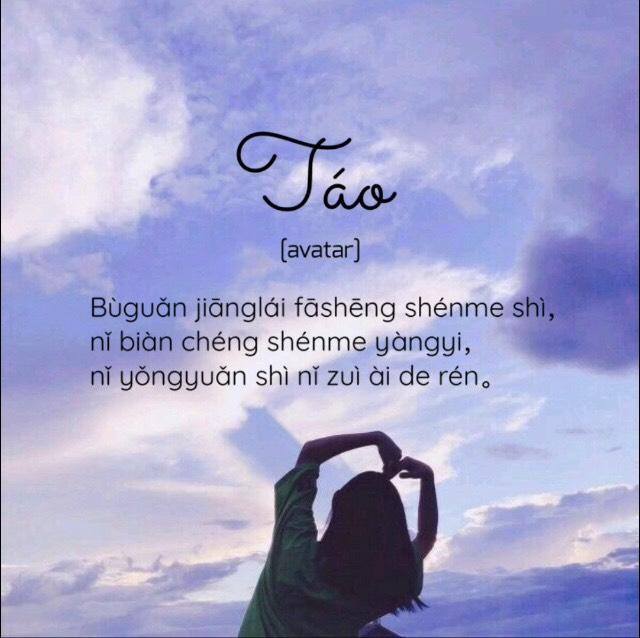 Táo
[avatar]
Bùguǎn jiānglái fāshēng shénme shì,
nǐ biàn chéng shénme yàngyi,
nǐ yǒngyuǎn shì nǐ zuì ài de rén。